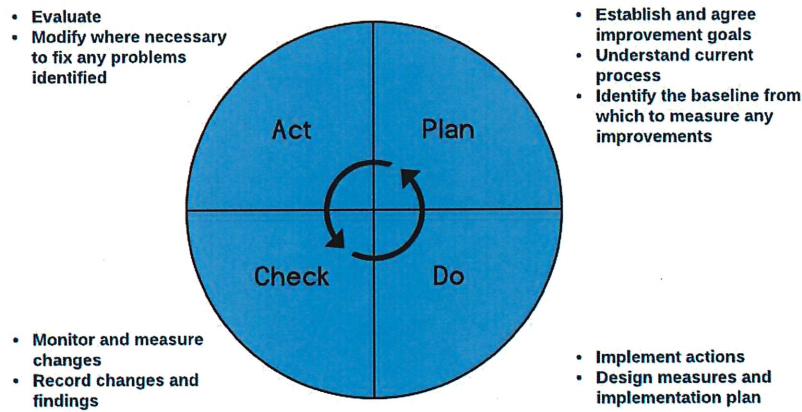 • Evaluate
• Modify where necessary
to fix any problems
identified
• Establish and agree
improvement goals
• Understand current
process
• Identify the baseline from
which to measure any
improvements
Act
Plan
Check
Do
• Monitor and measure
changes
• Record changes and
findings
• Implement actions
• Design measures and
implementation plan